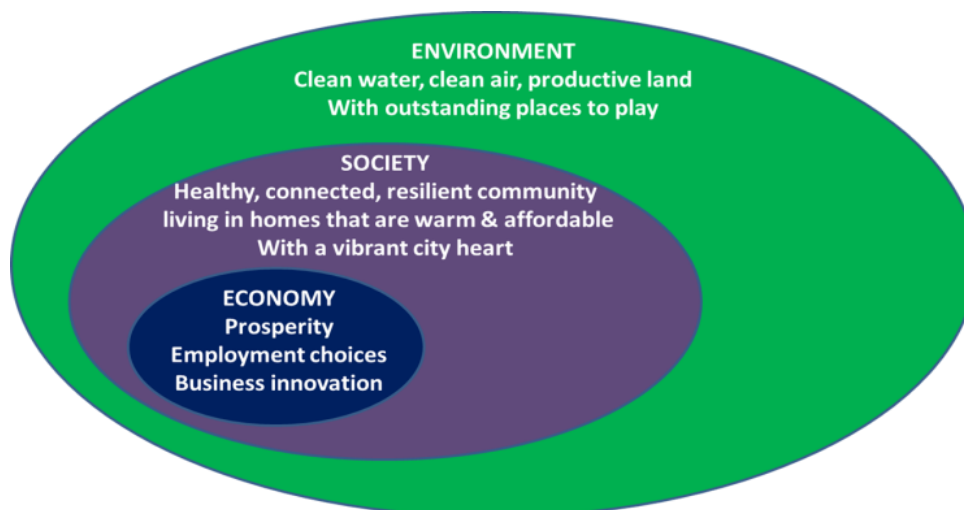 ENVIRONMENT
Clean water, clean air, productive land
With outstanding places to play
SOCIETY
Healthy, connected, resilient community
living in homes that are warm & affordable
With a vibrant city heart
ECONOMY
Prosperity
Employment choices
Business innovation